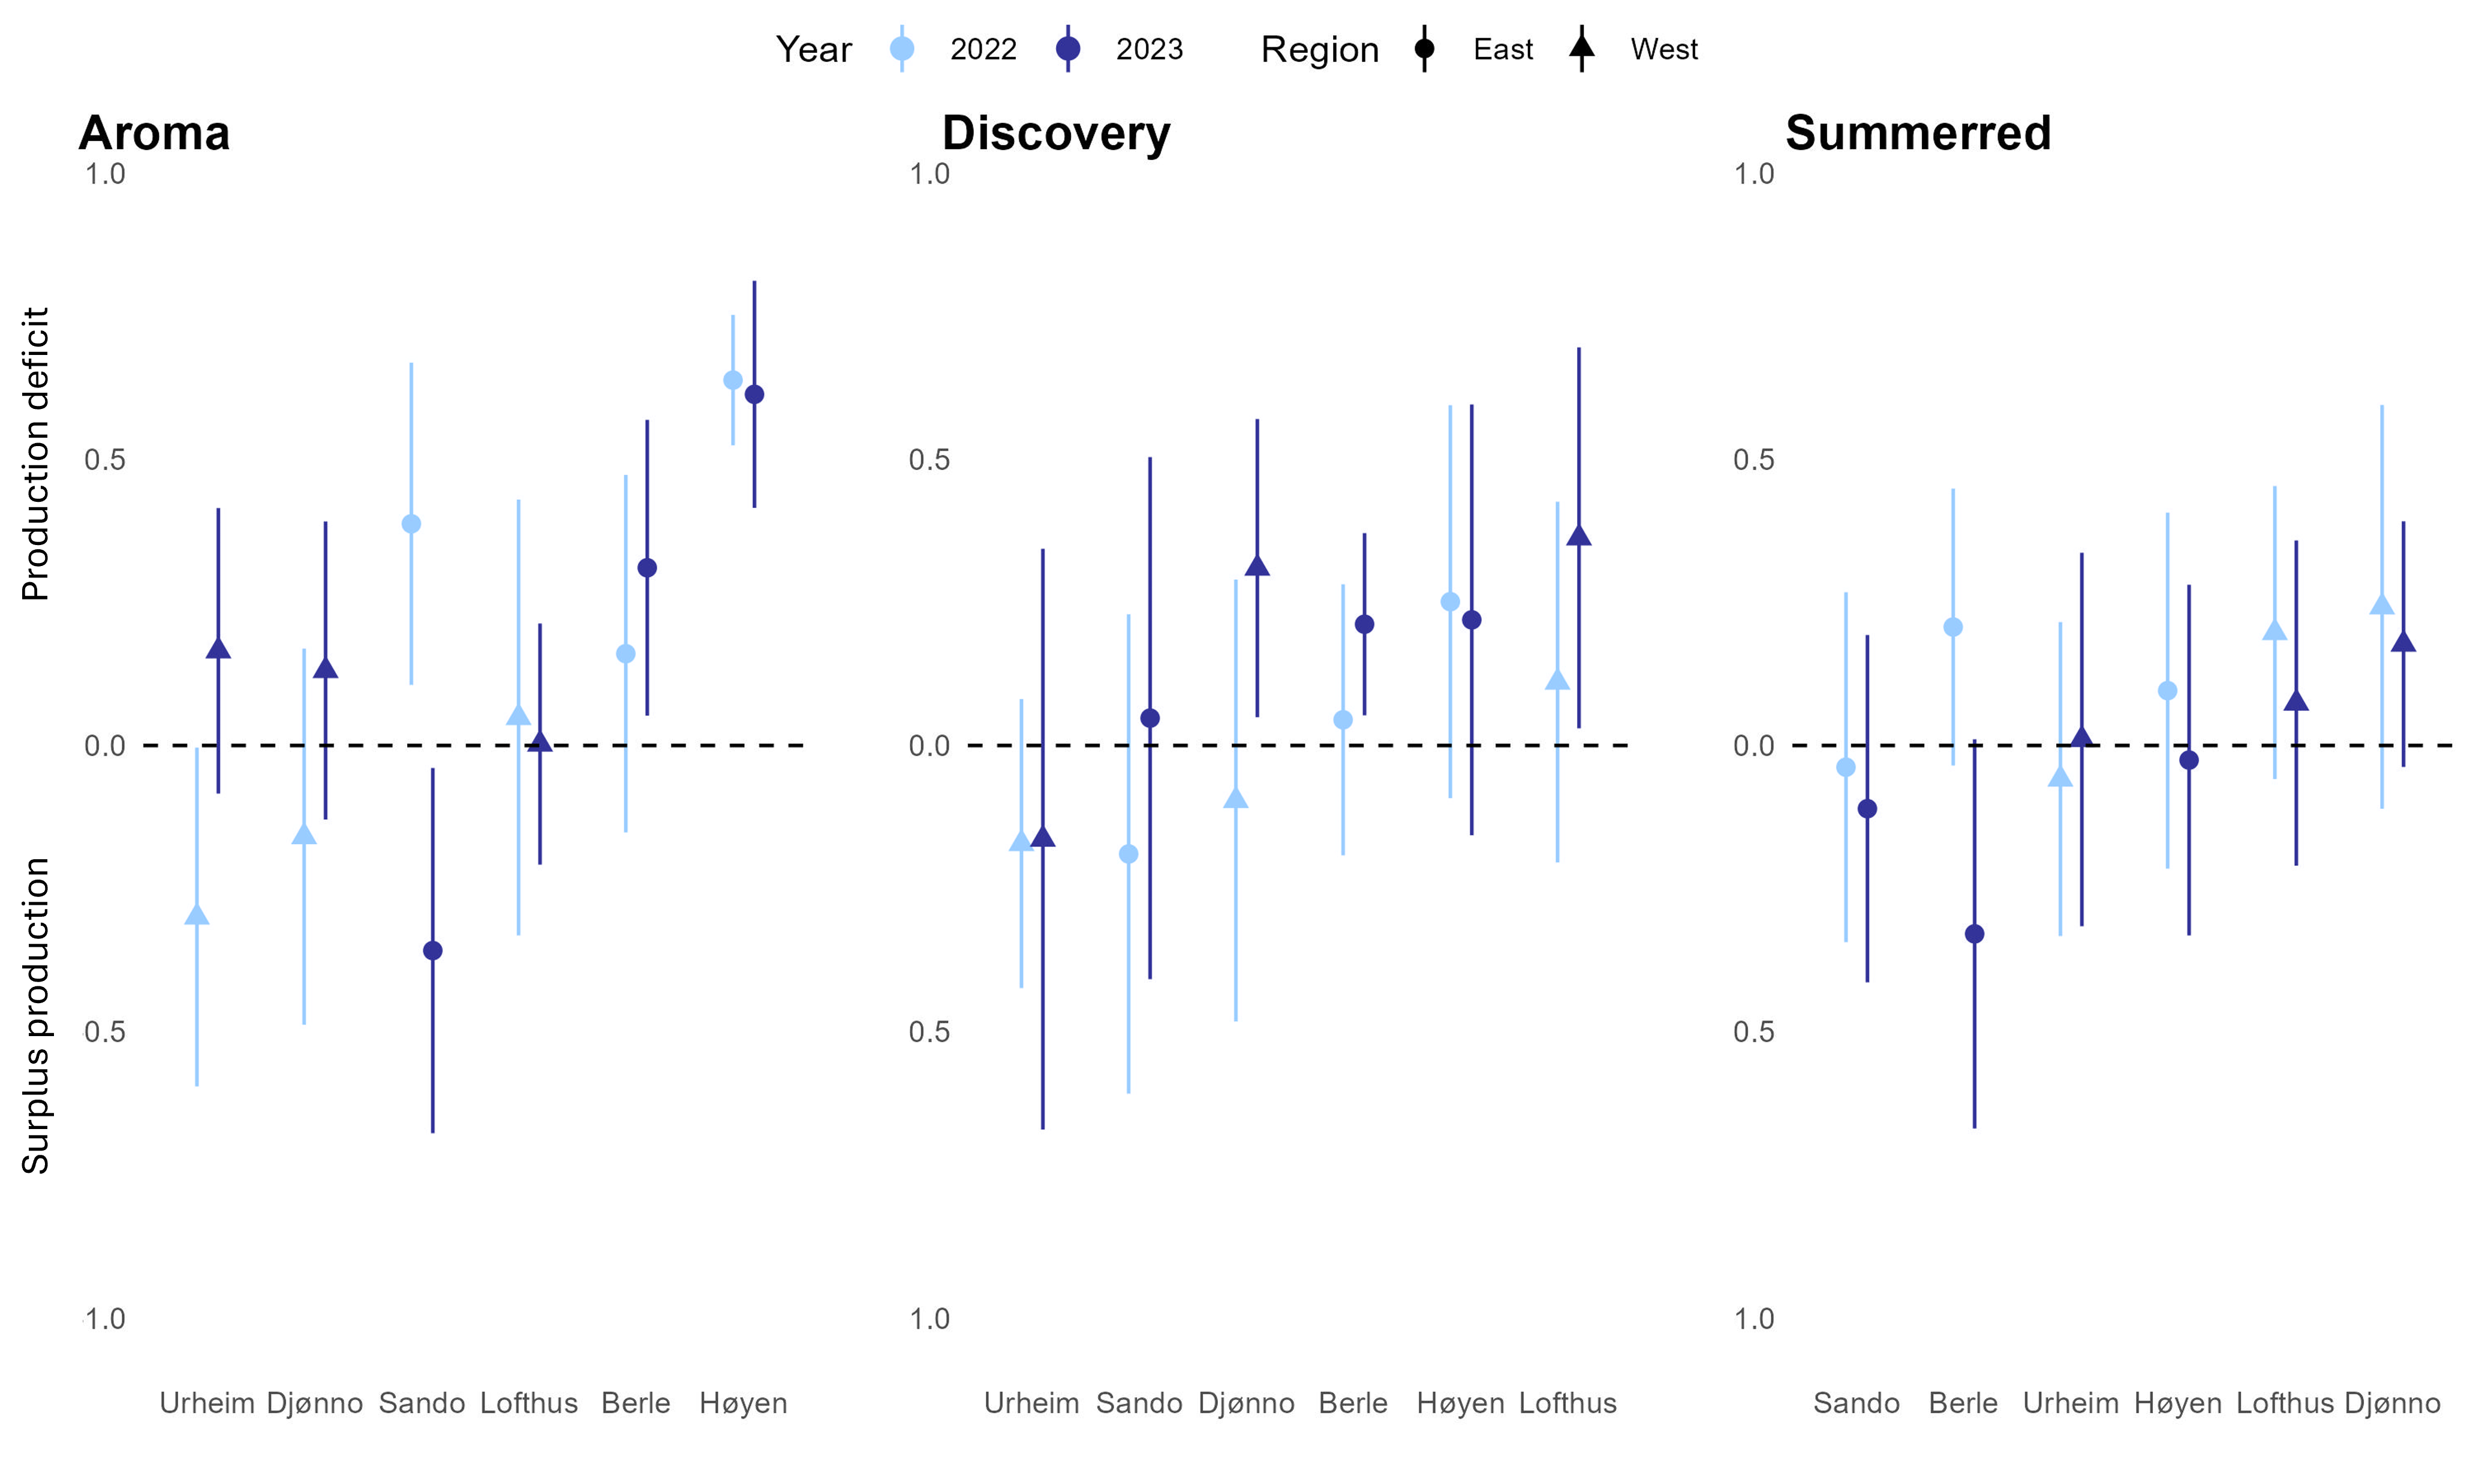 Year 2022 2023 Region East West
Aroma Discovery Summerred
1.0 1.0 1.0
Production deficit
0.5 0.5 0.5
0.0 0.0 0.0
Surplus production
0.5 0.5 0.5
1.0 1.0 1.0
Urheim Djønno Sando Lofthus Berle Høyen
Urheim Sando Djønno Berle Høyen Lofthus
Sando Berle Urheim Høyen Lofthus Djønno